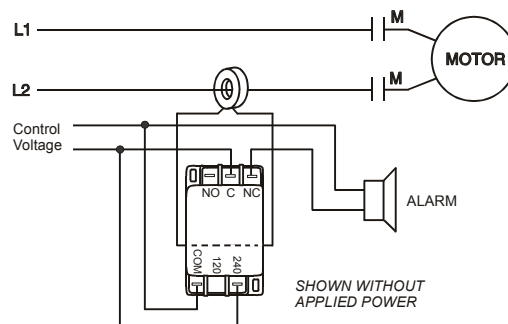 L1
M
MOTOR
L2
M
Control
Voltage
NO C NC
ALARM
COM
120
240
SHOWN WITHOUT
APPLIED POWER